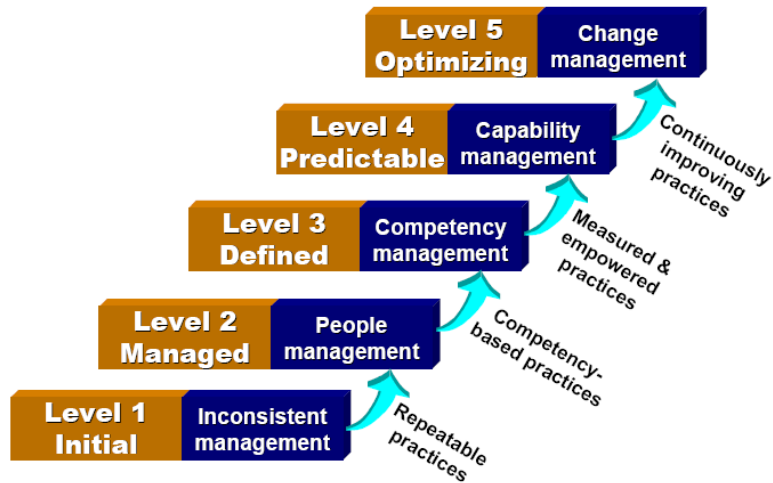 Level 5
Optimizing
Change
management
Level 4
Predictable
Capability
management
Continuously
improving
practices
Level 3
Defined
Competency
management
Measured &
empowered
practices
Level 2
Managed
People
management
Competency-
based practices
Level 1
Initial
Inconsistent
management
Repeatable
practices